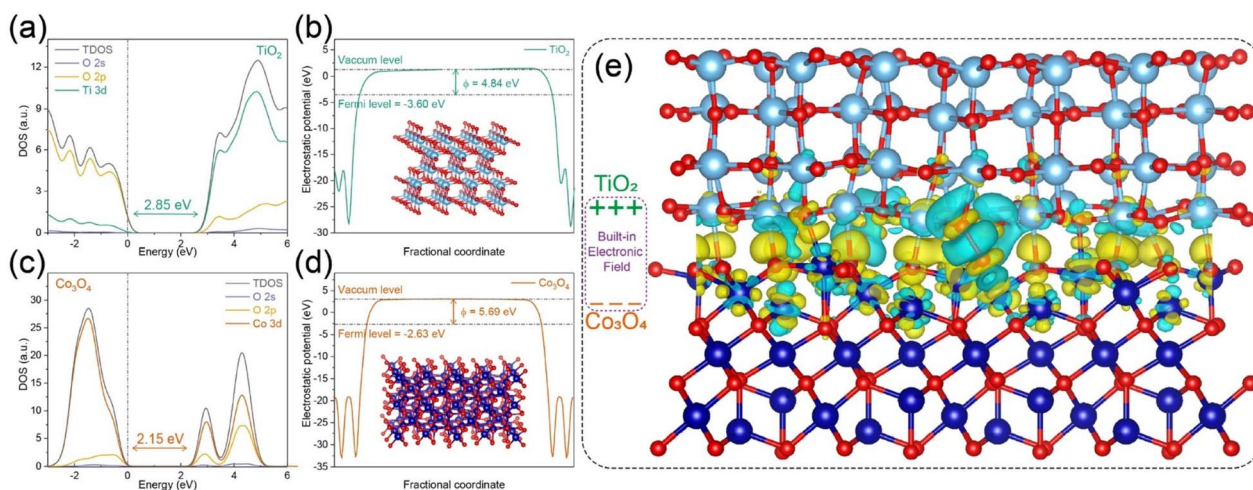 (a)
TiO₂
TDOS
O 2s
O 2p
Ti 3d
2.85 eV
DOS (a.u.)
12
9
6
3
0
-2
0
2
4
6
Energy (eV)
(b)
TiO₂
Vaccum level
ϕ = 4.84 eV
Fermi level = -3.60 eV
Electrostatic potential (eV)
10
5
0
-5
-10
-15
-20
-25
-30
Fractional coordinate
(c)
Co₃O₄
TDOS
O 2s
O 2p
Co 3d
2.15 eV
DOS (a.u.)
30
25
20
15
10
5
0
-2
0
2
4
6
Energy (eV)
(d)
Co₃O₄
Vaccum level
ϕ = 5.69 eV
Fermi level = -2.63 eV
Electrostatic potential (eV)
10
5
0
-5
-10
-15
-20
-25
-30
-35
Fractional coordinate
(e)
TiO₂
+++
Built-in
Electronic
Field
Co₃O₄